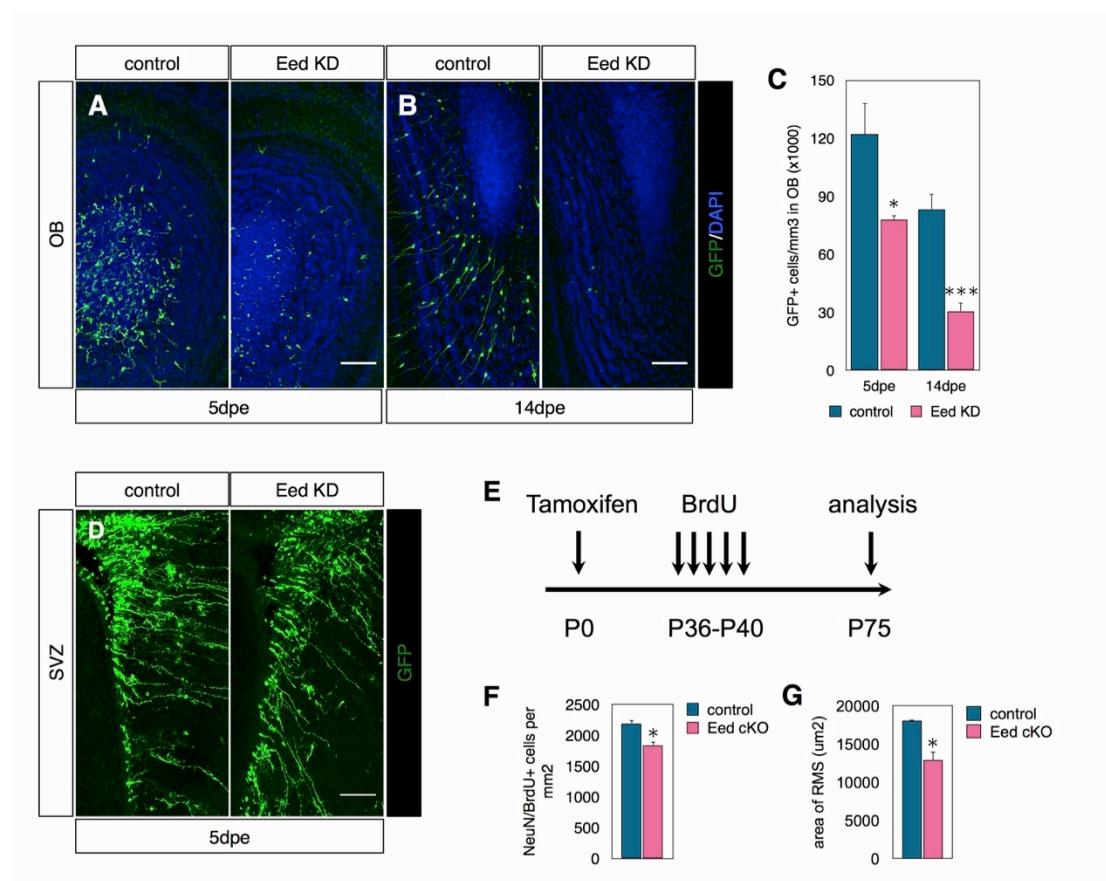 control
Eed KD
control
Eed KD
A
B
OB
GFP/DAPI
5dpe
14dpe
C
GFP+ cells/mm3 in OB (x1000)
150
120
90
60
30
0
*
***
5dpe
14dpe
control
Eed KD
control
Eed KD
D
SVZ
GFP
5dpe
E
Tamoxifen
BrdU
analysis
P0
P36-P40
P75
F
NeuN/BrdU+ cells per
mm2
2500
2000
1500
1000
500
0
*
control
Eed cKO
G
area of RMS (um2)
20000
15000
10000
5000
0
*
control
Eed cKO